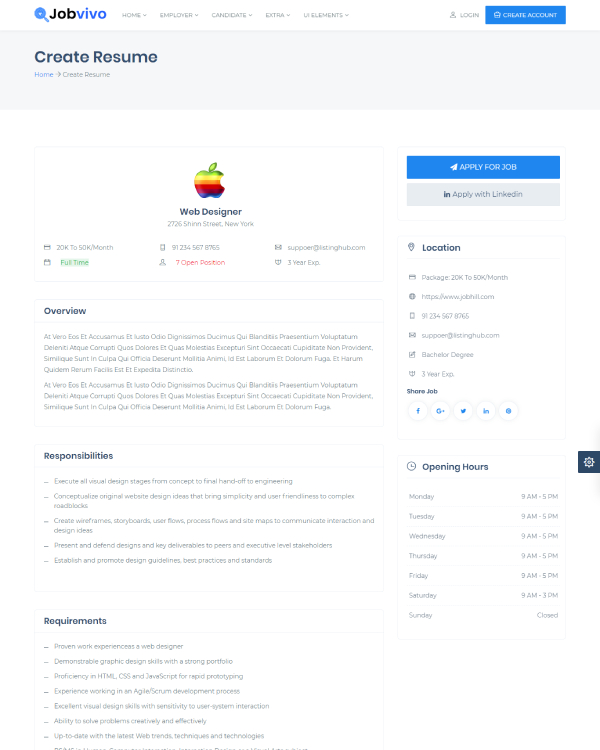 Jobvivo
HOME EMPLOYER CANDIDATE EXTRA UI ELEMENTS
LOGIN CREATE ACCOUNT
Create Resume
Home Create Resume
Web Designer
2726 Shinn Street, New York
20K To 50K/Month 91 234 567 8765 suppoer@listinghub.com
Full Time 7 Open Position 3 Year Exp.
Overview
At Vero Eos Et Accusamus Et Iusto Odio Dignissimos Ducimus Qui Blanditiis Praesentium Voluptatum
Deleniti Atque Corrupti Quos Dolores Et Quas Molestias Excepturi Sint Occaecati Cupiditate Non Provident,
Similique Sunt In Culpa Qui Officia Deserunt Mollitia Animi, Id Est Laborum Et Dolorum Fuga. Et Harum
Quidem Rerum Facilis Est Et Expedita Distinctio.
At Vero Eos Et Accusamus Et Iusto Odio Dignissimos Ducimus Qui Blanditiis Praesentium Voluptatum
Deleniti Atque Corrupti Quos Dolores Et Quas Molestias Excepturi Sint Occaecati Cupiditate Non Provident,
Similique Sunt In Culpa Qui Officia Deserunt Mollitia Animi, Id Est Laborum Et Dolorum Fuga.
Responsibilities
Execute all visual design stages from concept to final hand-off to engineering
Conceptualize original website design ideas that bring simplicity and user friendliness to complex
roadblocks
Create wireframes, storyboards, user flows, process flows and site maps to communicate interaction and
design ideas
Present and defend designs and key deliverables to peers and executive level stakeholders
Establish and promote design guidelines, best practices and standards
Requirements
Proven work experienceas a web designer
Demonstrable graphic design skills with a strong portfolio
Proficiency in HTML, CSS and JavaScript for rapid prototyping
Experience working in an Agile/Scrum development process
Excellent visual design skills with sensitivity to user-system interaction
Ability to solve problems creatively and effectively
Up-to-date with the latest Web trends, techniques and technologies
APPLY FOR JOB
in Apply with Linkedin
Location
Package: 20K To 50K/Month
https://www.jobhill.com
91 234 567 8765
suppoer@listinghub.com
Bachelor Degree
3 Year Exp.
Share Job
Opening Hours
Monday 9 AM - 5 PM
Tuesday 9 AM - 5 PM
Wednesday 9 AM - 5 PM
Thursday 9 AM - 5 PM
Friday 9 AM - 5 PM
Saturday 9 AM - 3 PM
Sunday Closed